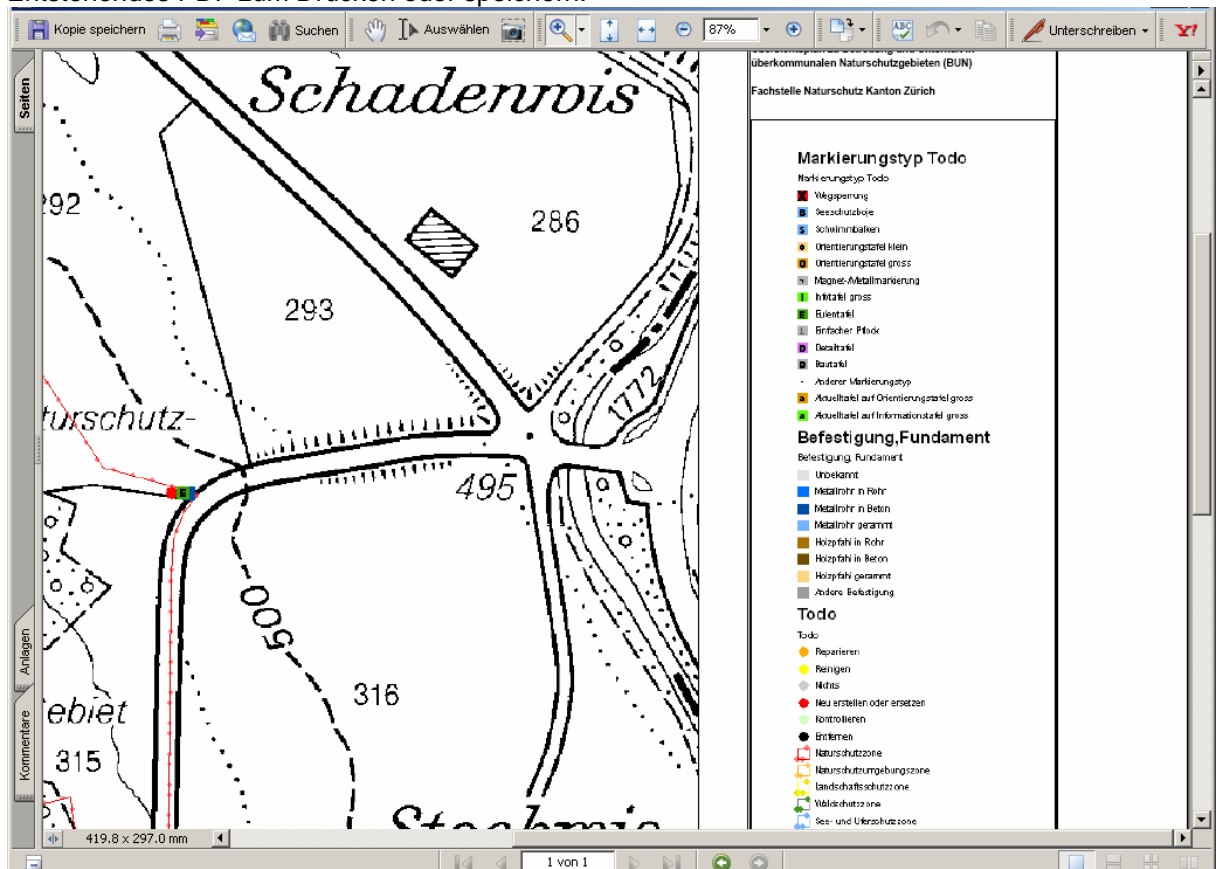 Entstehendes PDF zum Drucken oder speichern.
Kopie speichern
Suchen
Auswählen
87%
Unterschreiben
Seiten
Anlagen
Kommentare
Schadenwis
292
286
293
turschutz-
1772
495
500
316
ebiet
315
überkommunalen Naturschutzgebieten (BUN)
Fachstelle Naturschutz Kanton Zürich
Markierungstyp Todo
Markierungstyp Todo
X Wegsperrung
B Seeschutzboje
S Schwimmbalken
Orientierungstafel klein
O Orientierungstafel gross
Magnet-/Metallmarkierung
I Infotafel gross
E Eulentafel
Einfacher Pflock
D Detailtafel
D Bautafel
Anderer Markierungstyp
a Aktuelltafel auf Orientierungstafel gross
a Aktuelltafel auf Informationstafel gross
Befestigung,Fundament
Befestigung, Fundament
Unbekannt
Metallrohr in Rohr
Metallrohr in Beton
Metallrohr gerammt
Holzpfahl in Rohr
Holzpfahl in Beton
Holzpfahl gerammt
Andere Befestigung
Todo
Todo
Reparieren
Reinigen
Nichts
Neu erstellen oder ersetzen
Kontrollieren
Entfernen
Naturschutzzone
Naturschutzumgebungszone
Landschaftsschutzzone
Waldschutzzone
See- und Uferschutzzone
E
419.8 x 297.0 mm
1 von 1